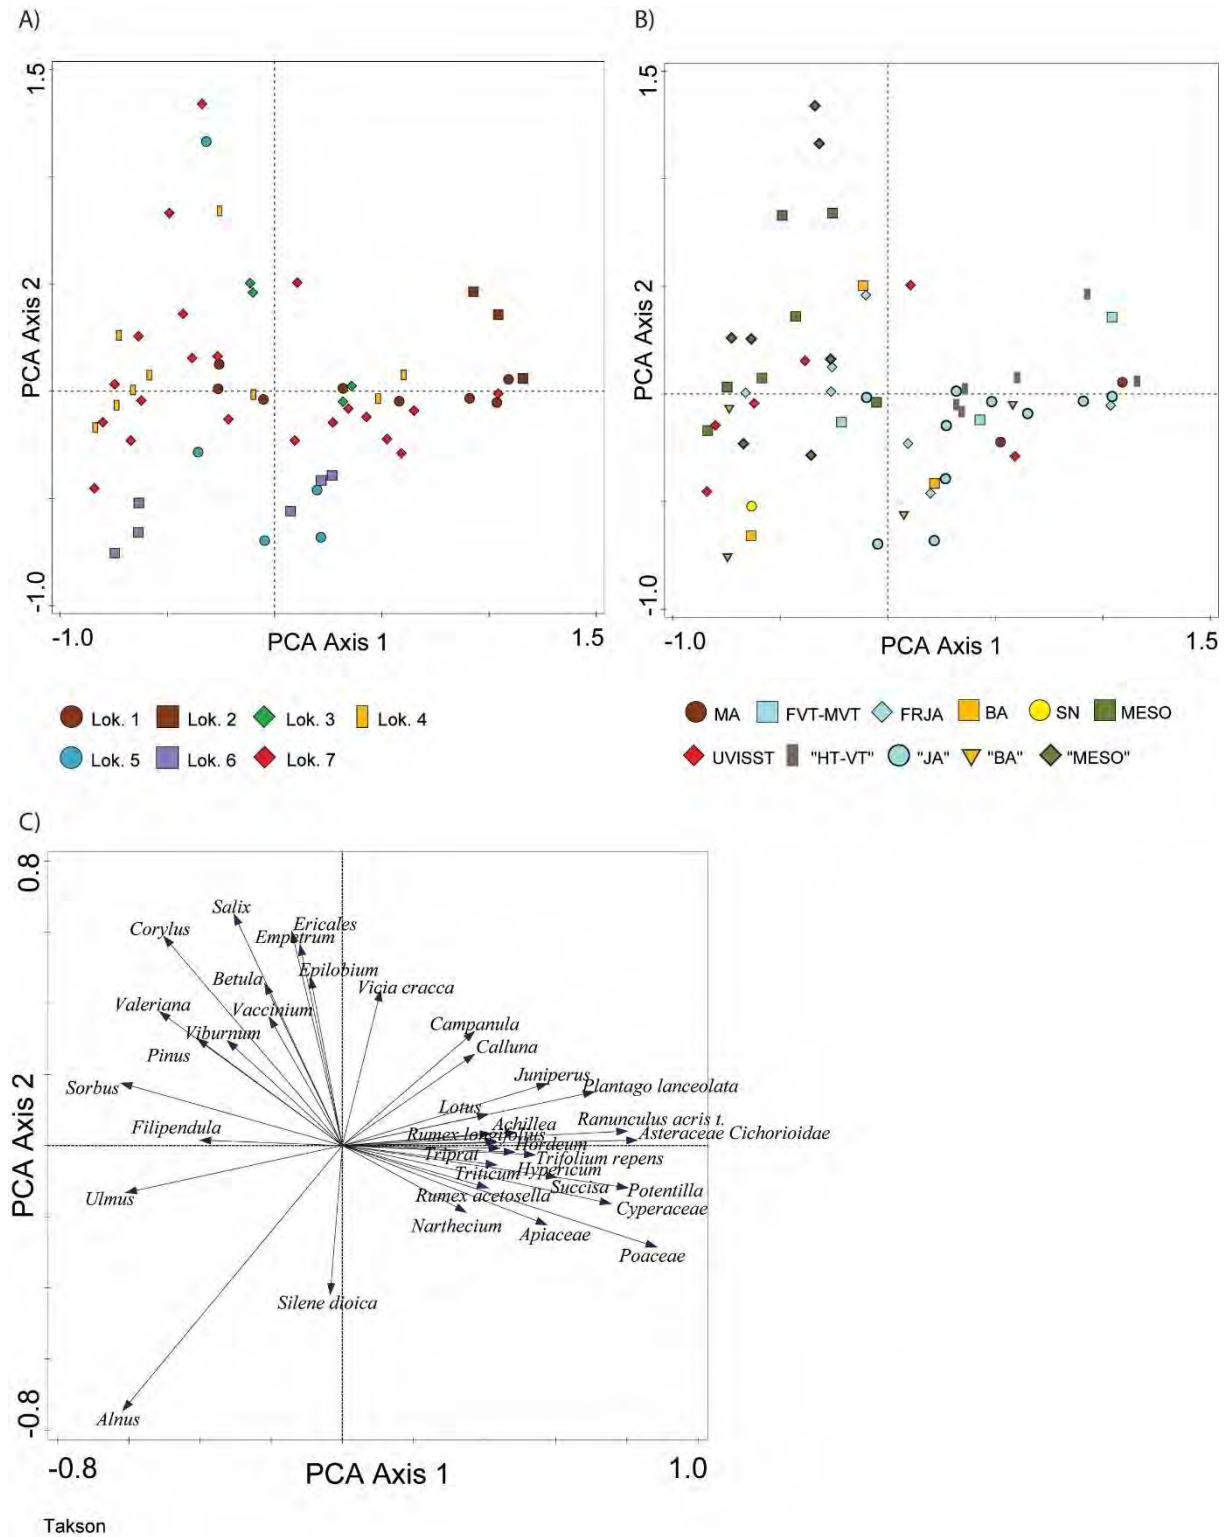 A)
B)
1.5
1.5
PCA Axis 2
PCA Axis 2
-1.0
-1.0
-1.0 PCA Axis 1 1.5
-1.0 PCA Axis 1 1.5
Lok. 1 Lok. 2 Lok. 3 Lok. 4
Lok. 5 Lok. 6 Lok. 7
MA FVT-MVT FRJA BA SN MESO
UVISST "HT-VT" "JA" "BA" "MESO"
C)
0.8
PCA Axis 2
-0.8
Salix
Ericales
Corylus
Empetrum
Betula
Epilobium
Vicia cracca
Valeriana
Vaccinium
Campanula
Viburnum
Calluna
Pinus
Juniperus
Sorbus
Plantago lanceolata
Lotus
Achillea
Ranunculus acris t.
Filipendula
Rumex longifolius
Asteraceae Cichorioidae
Hordeum
Triprat
Trifolium repens
Triticum
Hypericum
Ulmus
Rumex acetosella
Succisa
Potentilla
Cyperaceae
Narthecium
Apiaceae
Poaceae
Silene dioica
Alnus
-0.8 PCA Axis 1 1.0
Takson